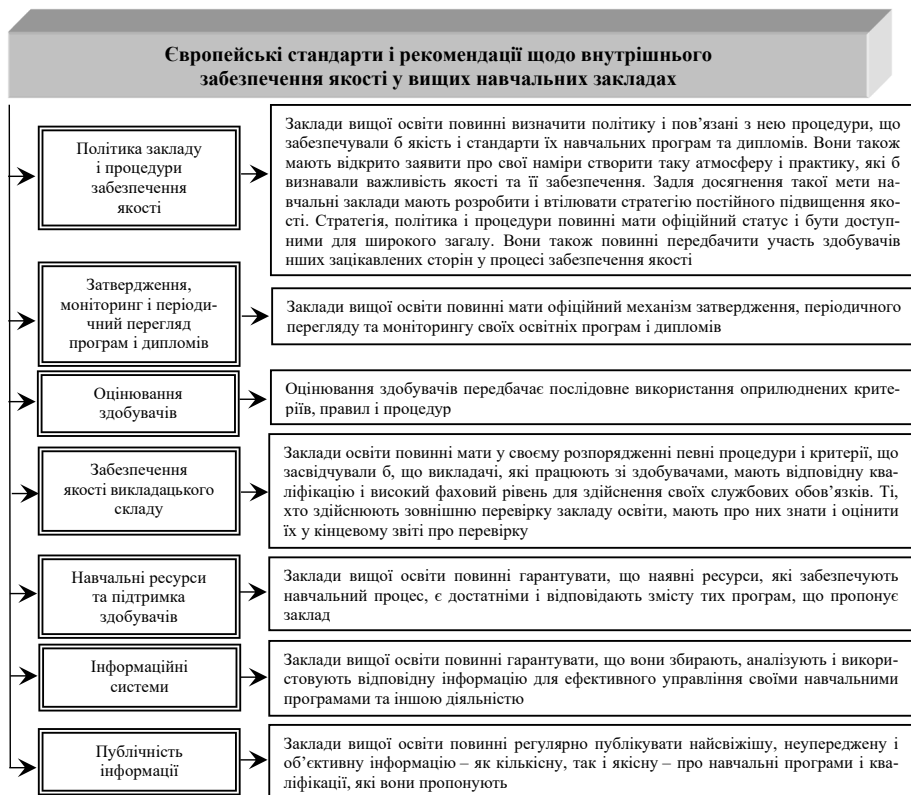 Європейські стандарти і рекомендації щодо внутрішнього
забезпечення якості у вищих навчальних закладах
Політика закладу
і процедури
забезпечення
якості
Заклади вищої освіти повинні визначити політику і пов’язані з нею процедури, що
забезпечували б якість і стандарти їх навчальних програм та дипломів. Вони також
мають відкрито заявити про свої наміри створити таку атмосферу і практику, які б
визнавали важливість якості та її забезпечення. Задля досягнення такої мети на-
вчальні заклади мають розробити і втілювати стратегію постійного підвищення яко-
сті. Стратегія, політика і процедури повинні мати офіційний статус і бути доступ-
ними для широкого загалу. Вони також повинні передбачити участь здобувачів
нших зацікавлених сторін у процесі забезпечення якості
Затвердження,
моніторинг і періоди-
чний перегляд
програм і дипломів
Заклади вищої освіти повинні мати офіційний механізм затвердження, періодичного
перегляду та моніторингу своїх освітніх програм і дипломів
Оцінювання
здобувачів
Оцінювання здобувачів передбачає послідовне використання оприлюднених крите-
ріїв, правил і процедур
Забезпечення
якості викладацького
складу
Заклади освіти повинні мати у своєму розпорядженні певні процедури і критерії, що
засвідчували б, що викладачі, які працюють зі здобувачами, мають відповідну ква-
ліфікацію і високий фаховий рівень для здійснення своїх службових обов’язків. Ті,
хто здійснюють зовнішню перевірку закладу освіти, мають про них знати і оцінити
їх у кінцевому звіті про перевірку
Навчальні ресурси
та підтримка
здобувачів
Заклади вищої освіти повинні гарантувати, що наявні ресурси, які забезпечують
навчальний процес, є достатніми і відповідають змісту тих програм, що пропонує
заклад
Інформаційні
системи
Заклади вищої освіти повинні гарантувати, що вони збирають, аналізують і викори-
стовують відповідну інформацію для ефективного управління своїми навчальними
програмами та іншою діяльністю
Публічність
інформації
Заклади вищої освіти повинні регулярно публікувати найсвіжішу, неупереджену і
об’єктивну інформацію – як кількісну, так і якісну – про навчальні програми і ква-
ліфікації, які вони пропонують